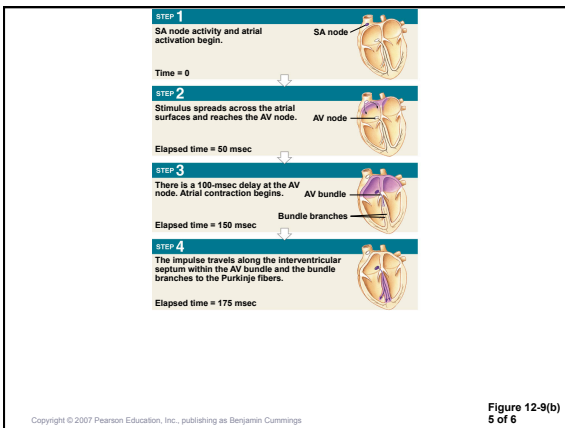 STEP 1
SA node activity and atrial
activation begin.
SA node
Time = 0
STEP 2
Stimulus spreads across the atrial
surfaces and reaches the AV node.
AV node
Elapsed time = 50 msec
STEP 3
There is a 100-msec delay at the AV
node. Atrial contraction begins.
AV bundle
Bundle branches
Elapsed time = 150 msec
STEP 4
The impulse travels along the interventricular
septum within the AV bundle and the bundle
branches to the Purkinje fibers.
Elapsed time = 175 msec
Copyright © 2007 Pearson Education, Inc., publishing as Benjamin Cummings
Figure 12-9(b)
5 of 6